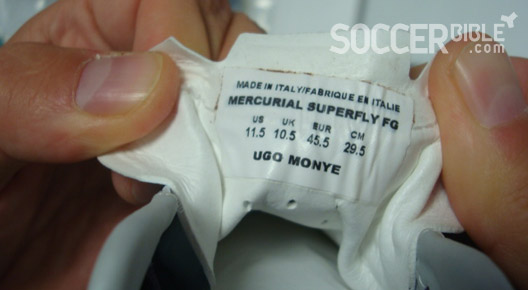 SOCCERBIBLE
.com
MADE IN ITALY/FABRIQUE EN ITALIE
MERCURIAL SUPERFLY FG
US UK EUR CM
11.5 10.5 45.5 29.5
UGO MONYE